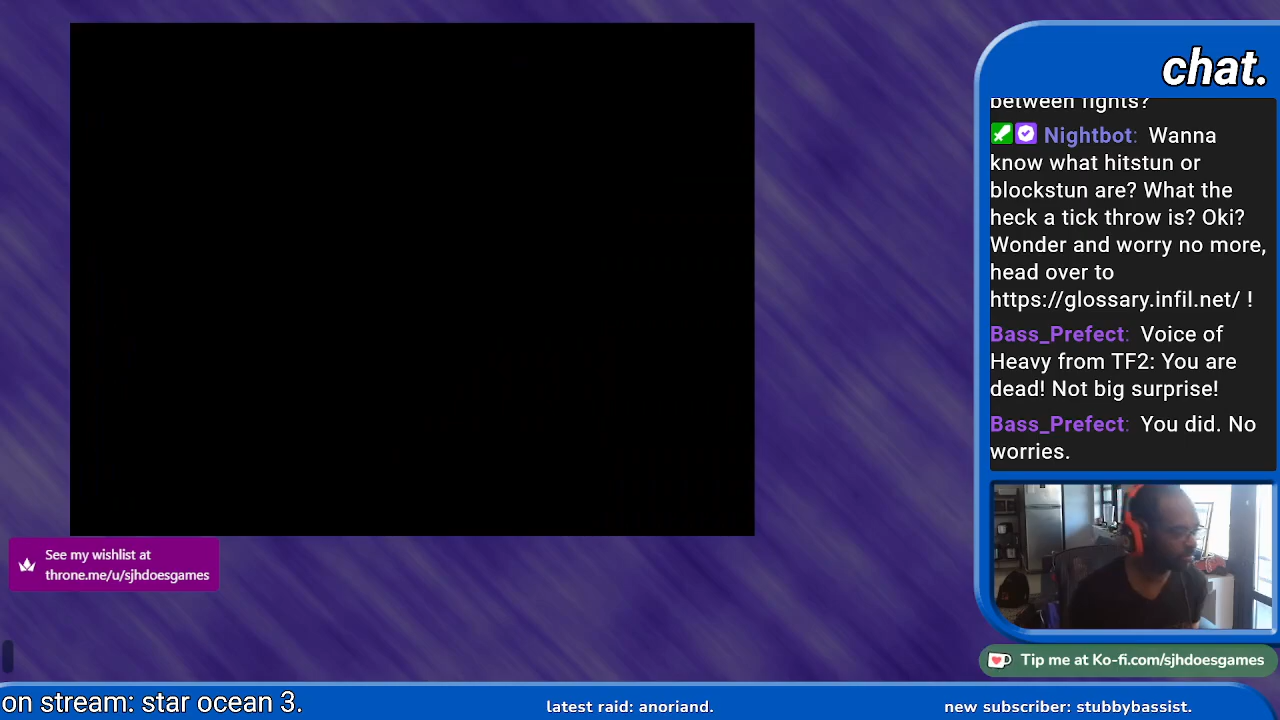 chat.
between fights?
Nightbot: Wanna
know what hitstun or
blockstun are? What the
heck a tick throw is? Oki?
Wonder and worry no more,
head over to
https://glossary.infil.net/ !
Bass_Prefect: Voice of
Heavy from TF2: You are
dead! Not big surprise!
Bass_Prefect: You did. No
worries.
See my wishlist at
throne.me/u/sjhdoesgames
Tip me at Ko-fi.com/sjhdoesgames
on stream: star ocean 3.
latest raid: anoriand.
new subscriber: stubbybassist.